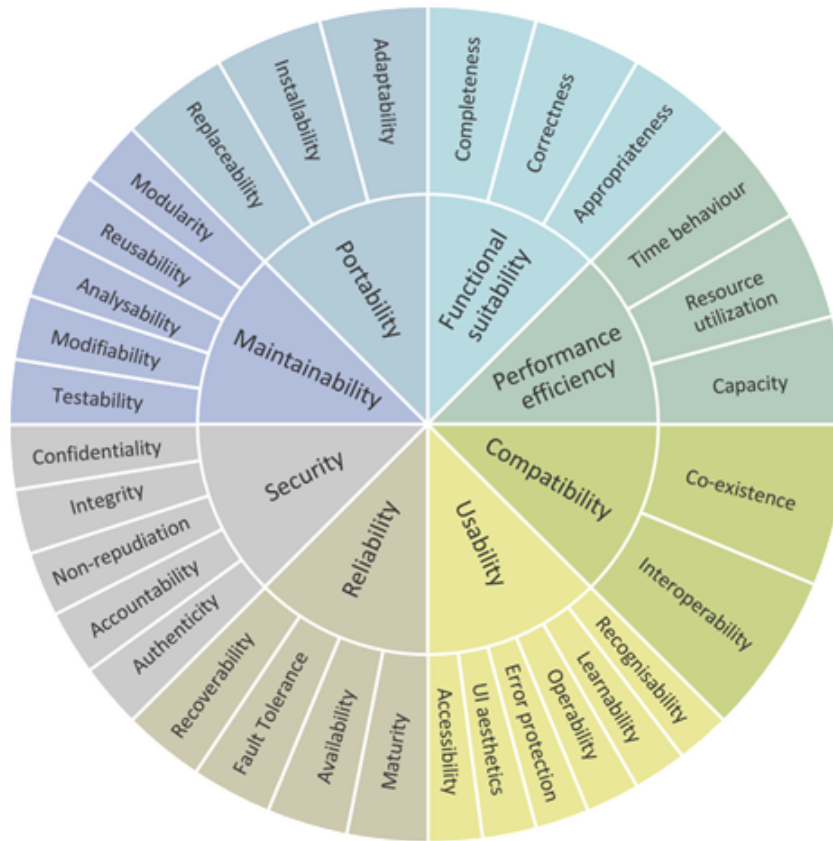 Completeness
Correctness
Appropriateness
Functional
suitability
Time behaviour
Resource
utilization
Capacity
Performance
efficiency
Co-existence
Interoperability
Compatibility
Recognisability
Learnability
Operability
Error protection
UI aesthetics
Accessibility
Usability
Maturity
Availability
Fault Tolerance
Recoverability
Reliability
Authenticity
Accountability
Non-repudiation
Integrity
Confidentiality
Security
Testability
Modifiability
Analysability
Reusabiliity
Modularity
Maintainability
Replaceability
Installability
Adaptability
Portability